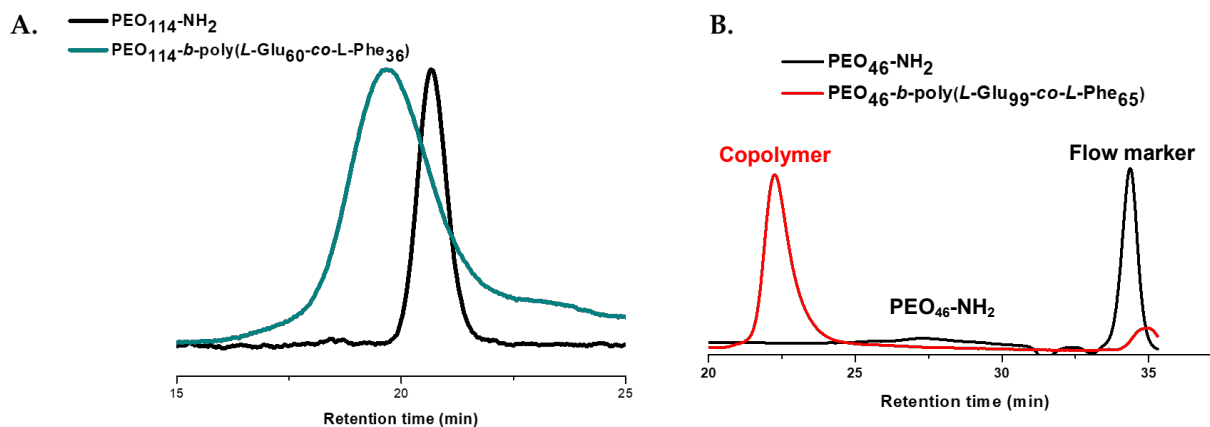 A.
PEO114-NH2
PEO114-b-poly(L-Glu60-co-L-Phe36)
15 20 25
Retention time (min)
B.
PEO46-NH2
PEO46-b-poly(L-Glu99-co-L-Phe65)
Copolymer
Flow marker
PEO46-NH2
20 25 30 35
Retention time (min)